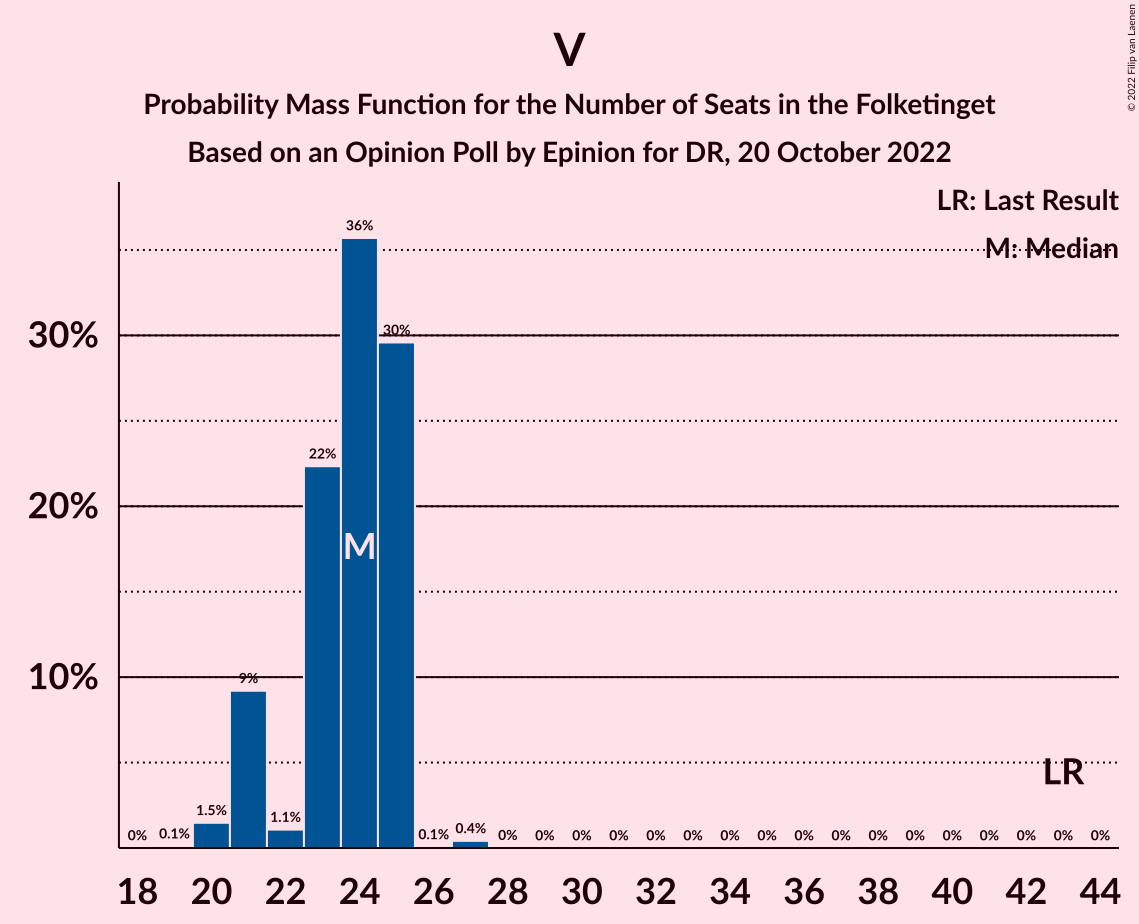 V
Probability Mass Function for the Number of Seats in the Folketinget
Based on an Opinion Poll by Epinion for DR, 20 October 2022
© 2022 Filip van Laenen
LR: Last Result
M: Median
30%
20%
10%
0% 0.1% 1.5% 9% 1.1% 22% 36% 30% 0.1% 0.4% 0% 0% 0% 0% 0% 0% 0% 0% 0% 0% 0% 0% 0% 0% 0% 0% 0%
M
LR
18 20 22 24 26 28 30 32 34 36 38 40 42 44